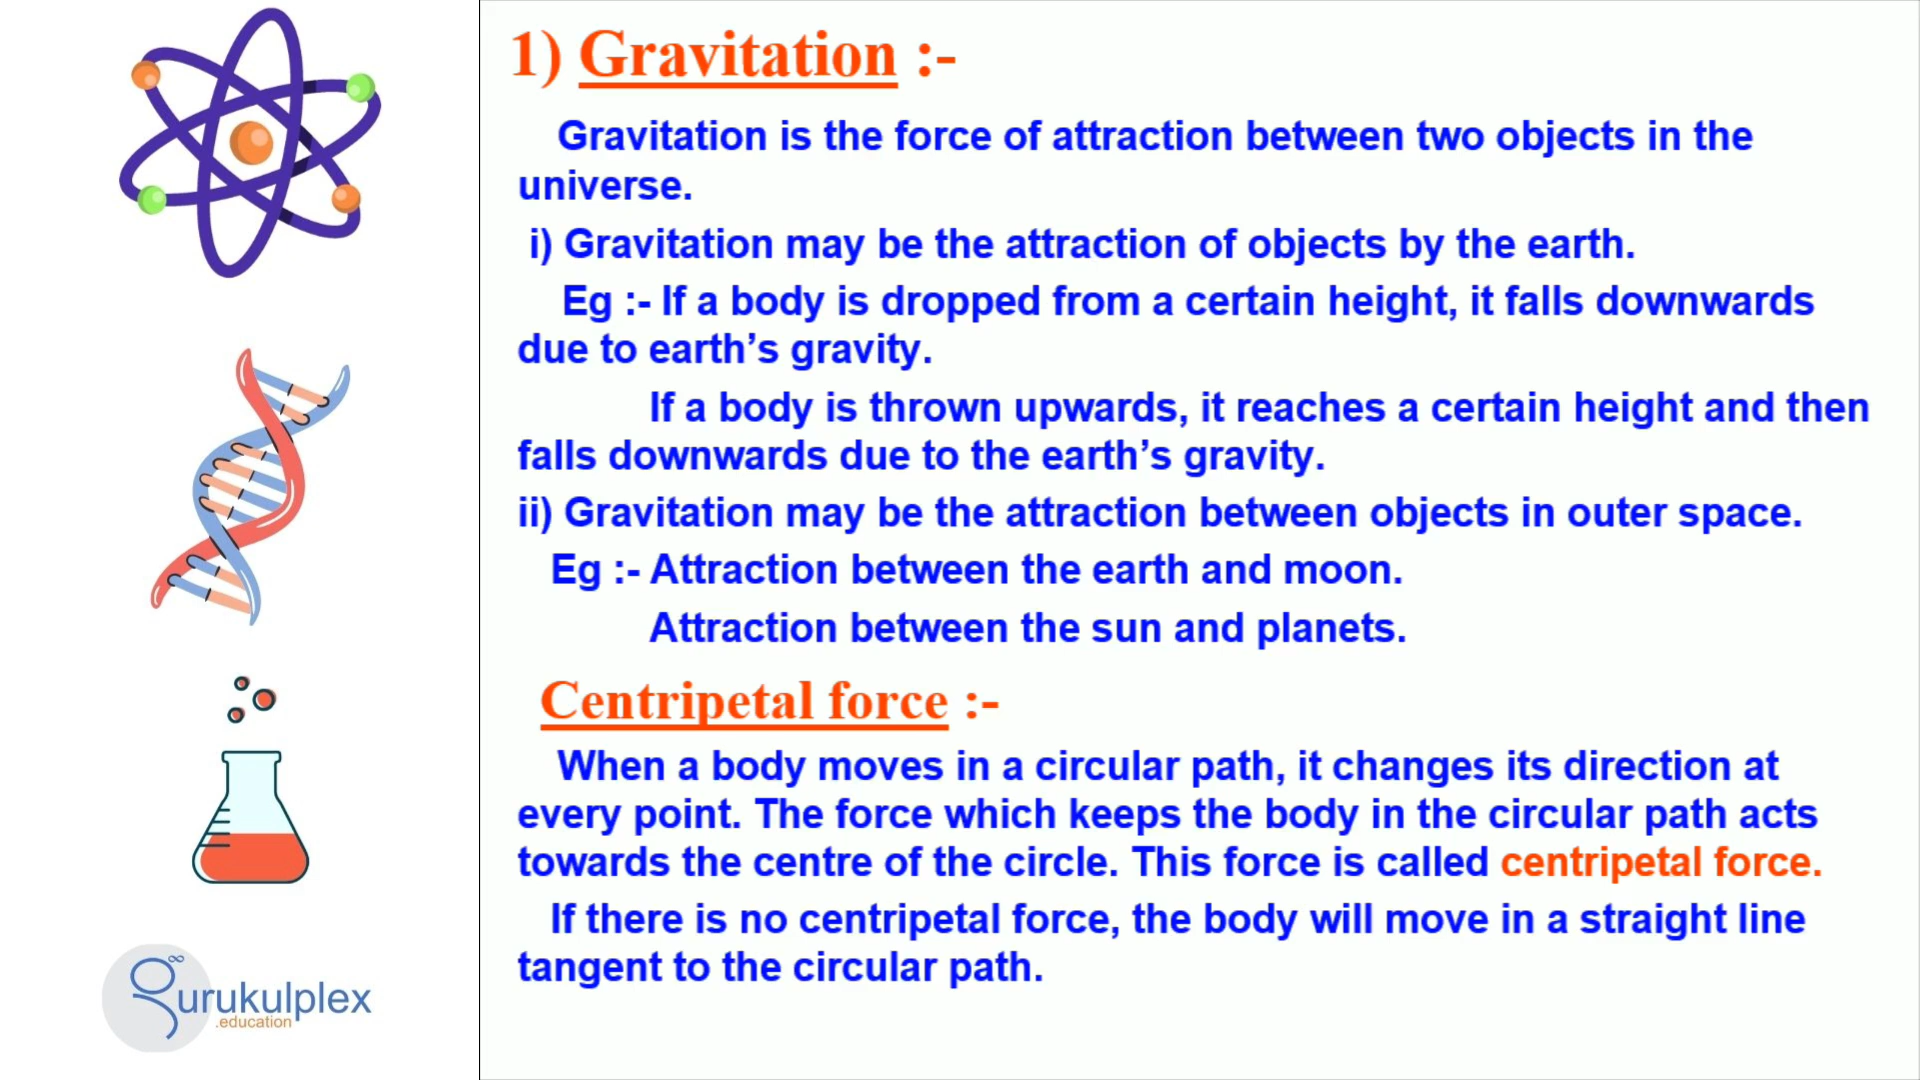 1) Gravitation :-
Gravitation is the force of attraction between two objects in the
universe.
i) Gravitation may be the attraction of objects by the earth.
Eg :- If a body is dropped from a certain height, it falls downwards
due to earth’s gravity.
If a body is thrown upwards, it reaches a certain height and then
falls downwards due to the earth’s gravity.
ii) Gravitation may be the attraction between objects in outer space.
Eg :- Attraction between the earth and moon.
Attraction between the sun and planets.
Centripetal force :-
When a body moves in a circular path, it changes its direction at
every point. The force which keeps the body in the circular path acts
towards the centre of the circle. This force is called centripetal force.
If there is no centripetal force, the body will move in a straight line
tangent to the circular path.
gurukulplex
.education